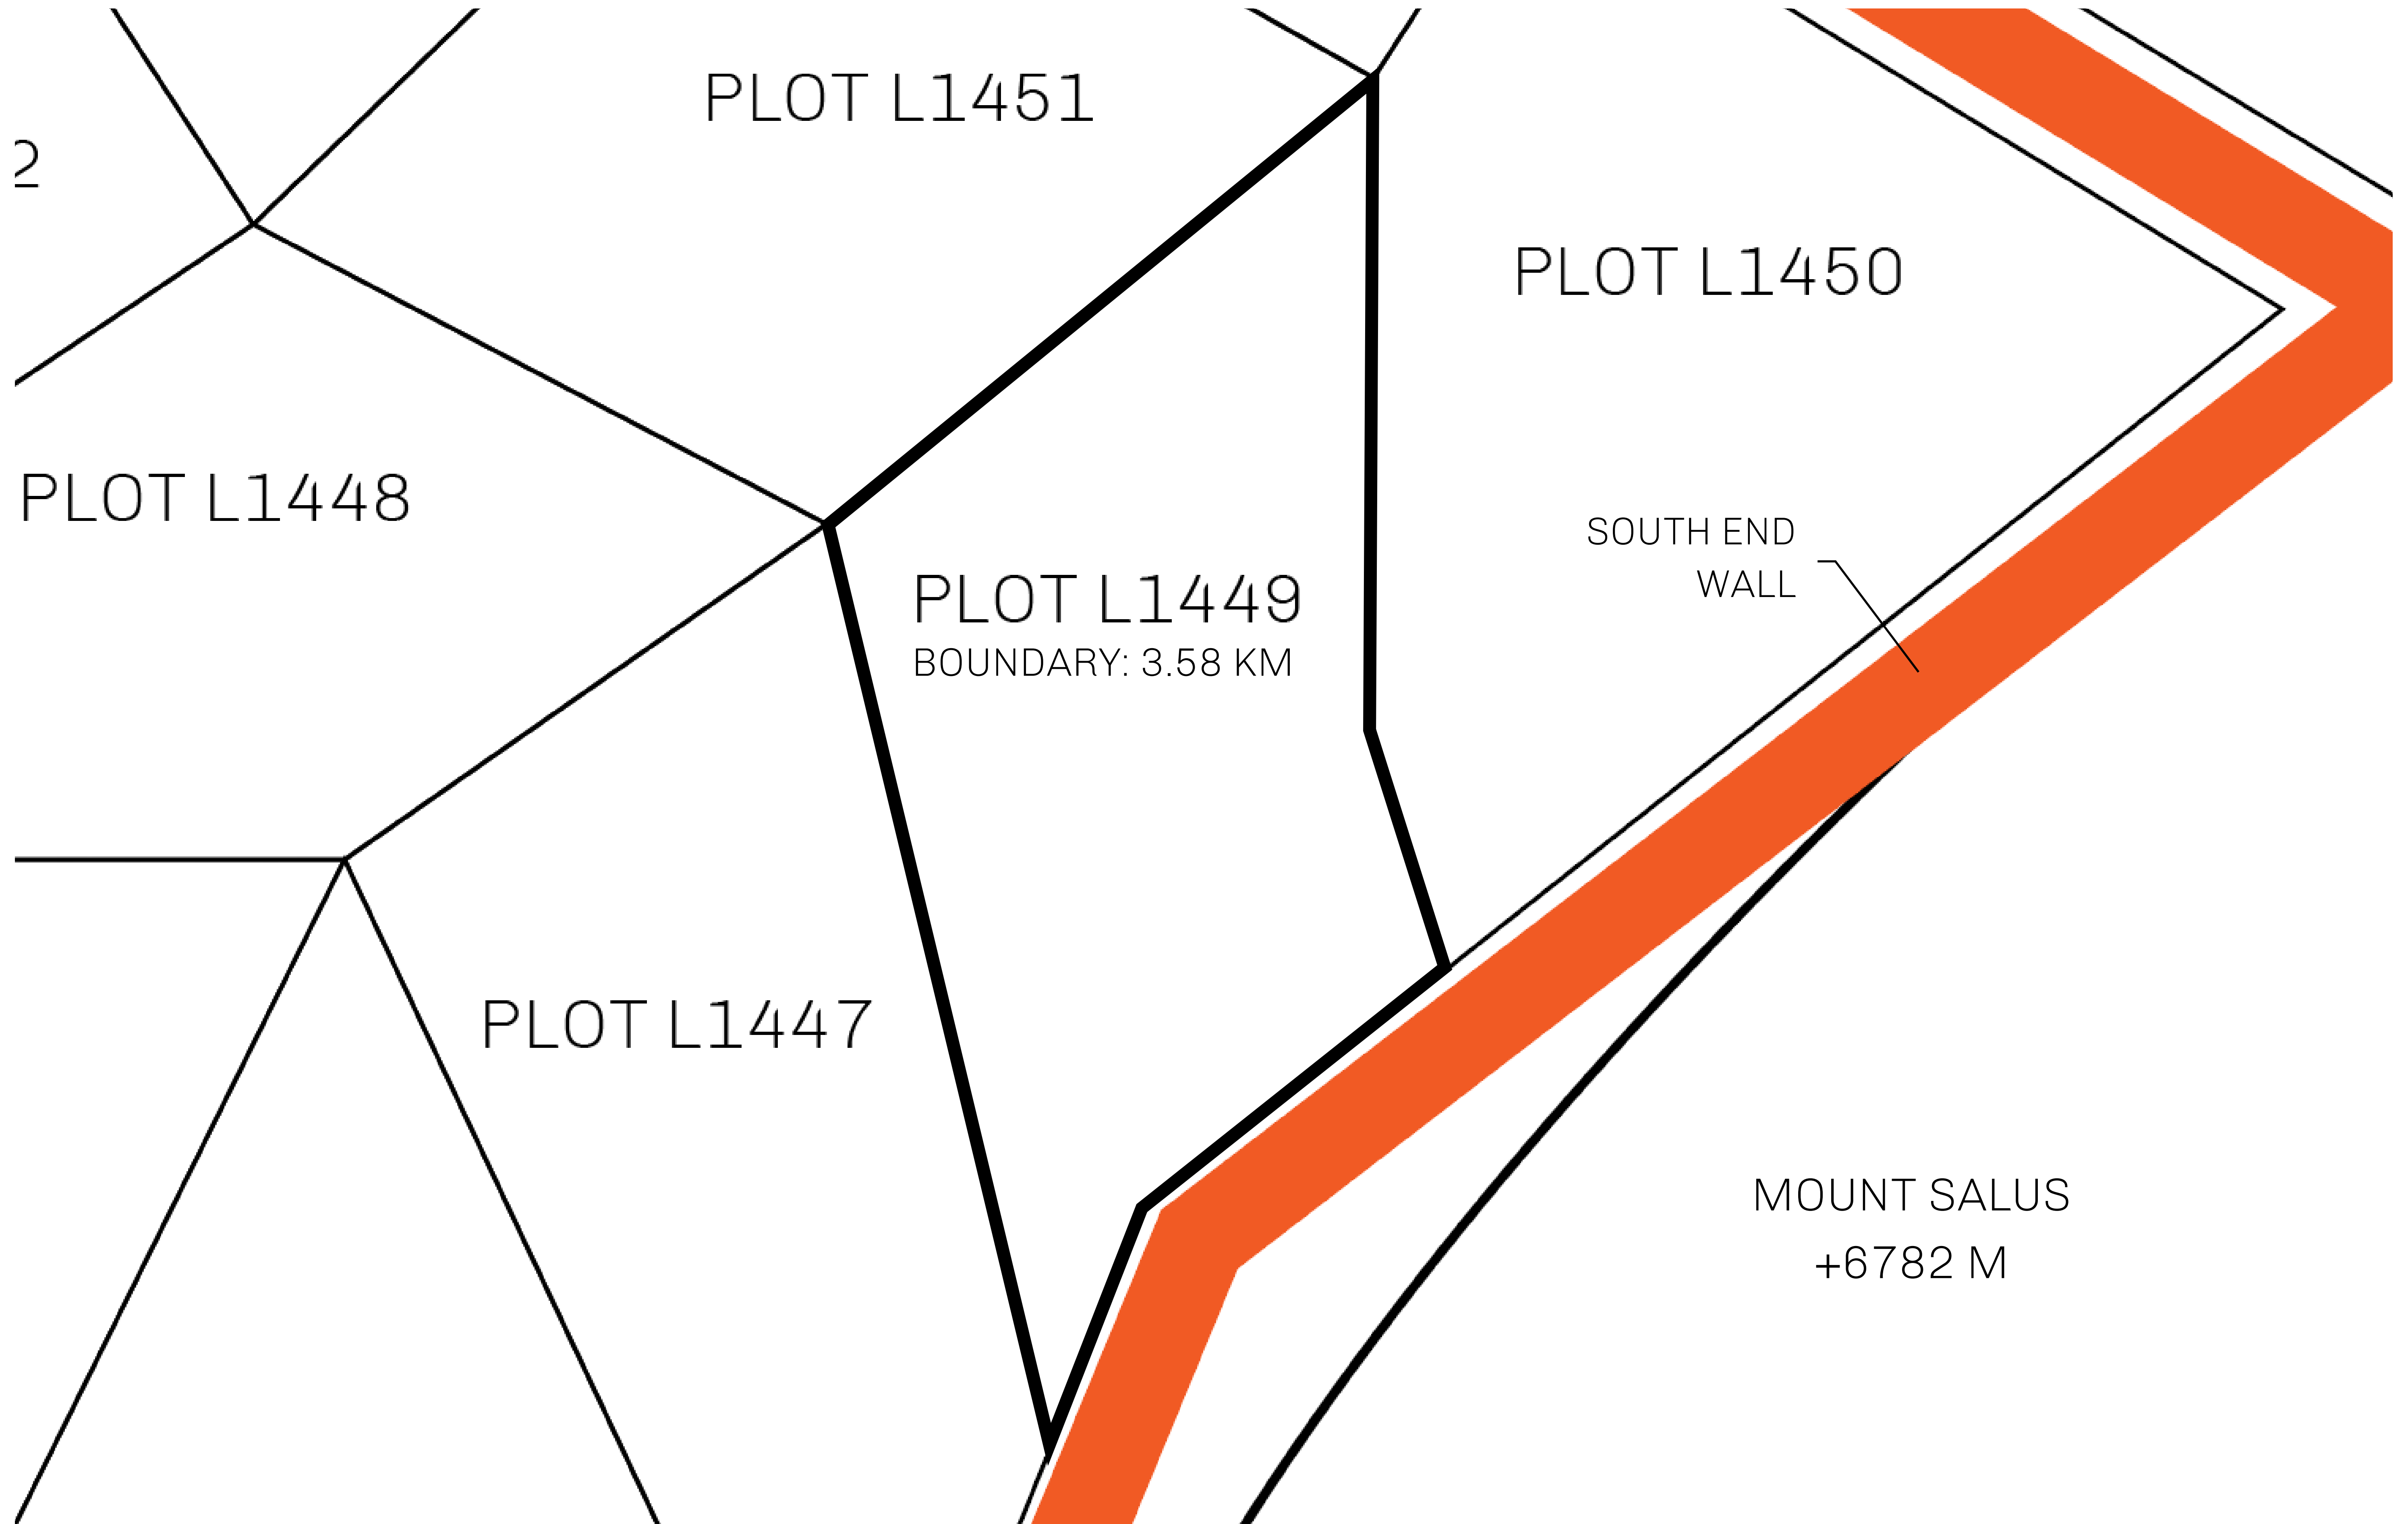 PLOT L1451
2
PLOT L1450
PLOT L1448
SOUTH END
WALL
PLOT L1449
BOUNDARY: 3.58 KM
PLOT L1447
MOUNT SALUS
+6782 M